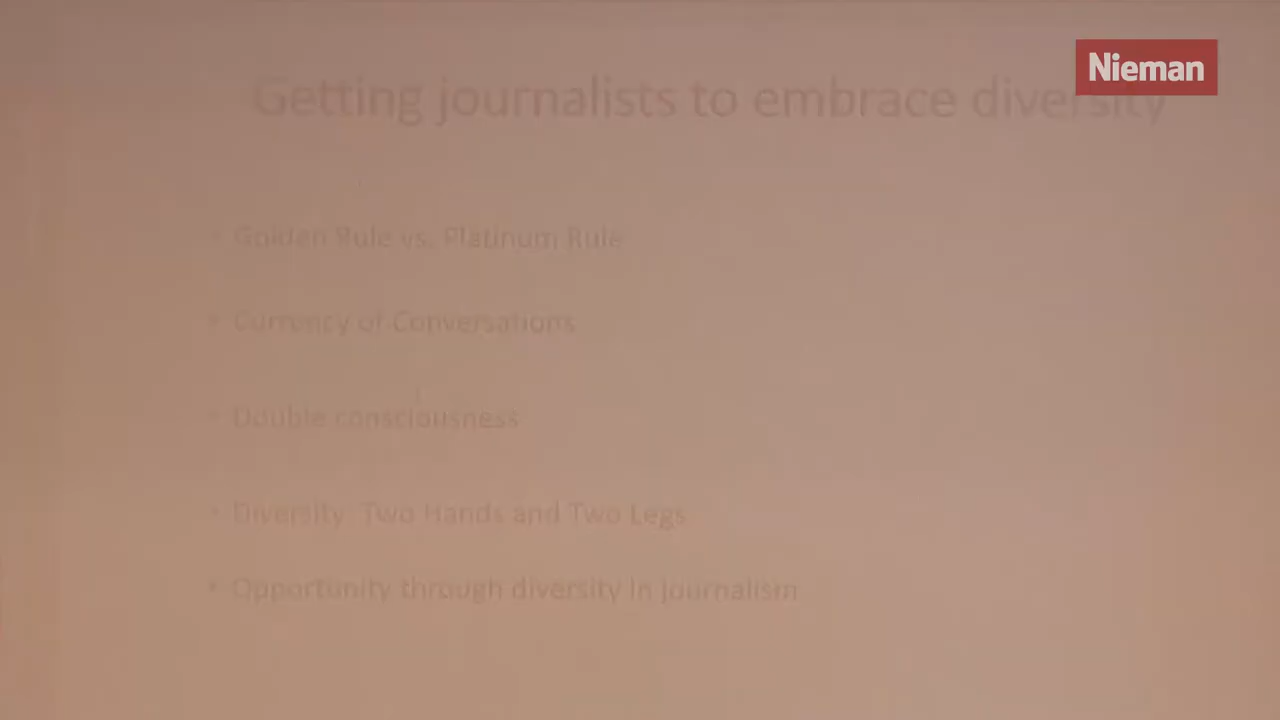 Nieman
Getting journalists to embrace diversity
• Golden Rule vs. Platinum Rule
• Currency of Conversations
• Double consciousness
• Diversity: Two Hands and Two Legs
• Opportunity through diversity in journalism